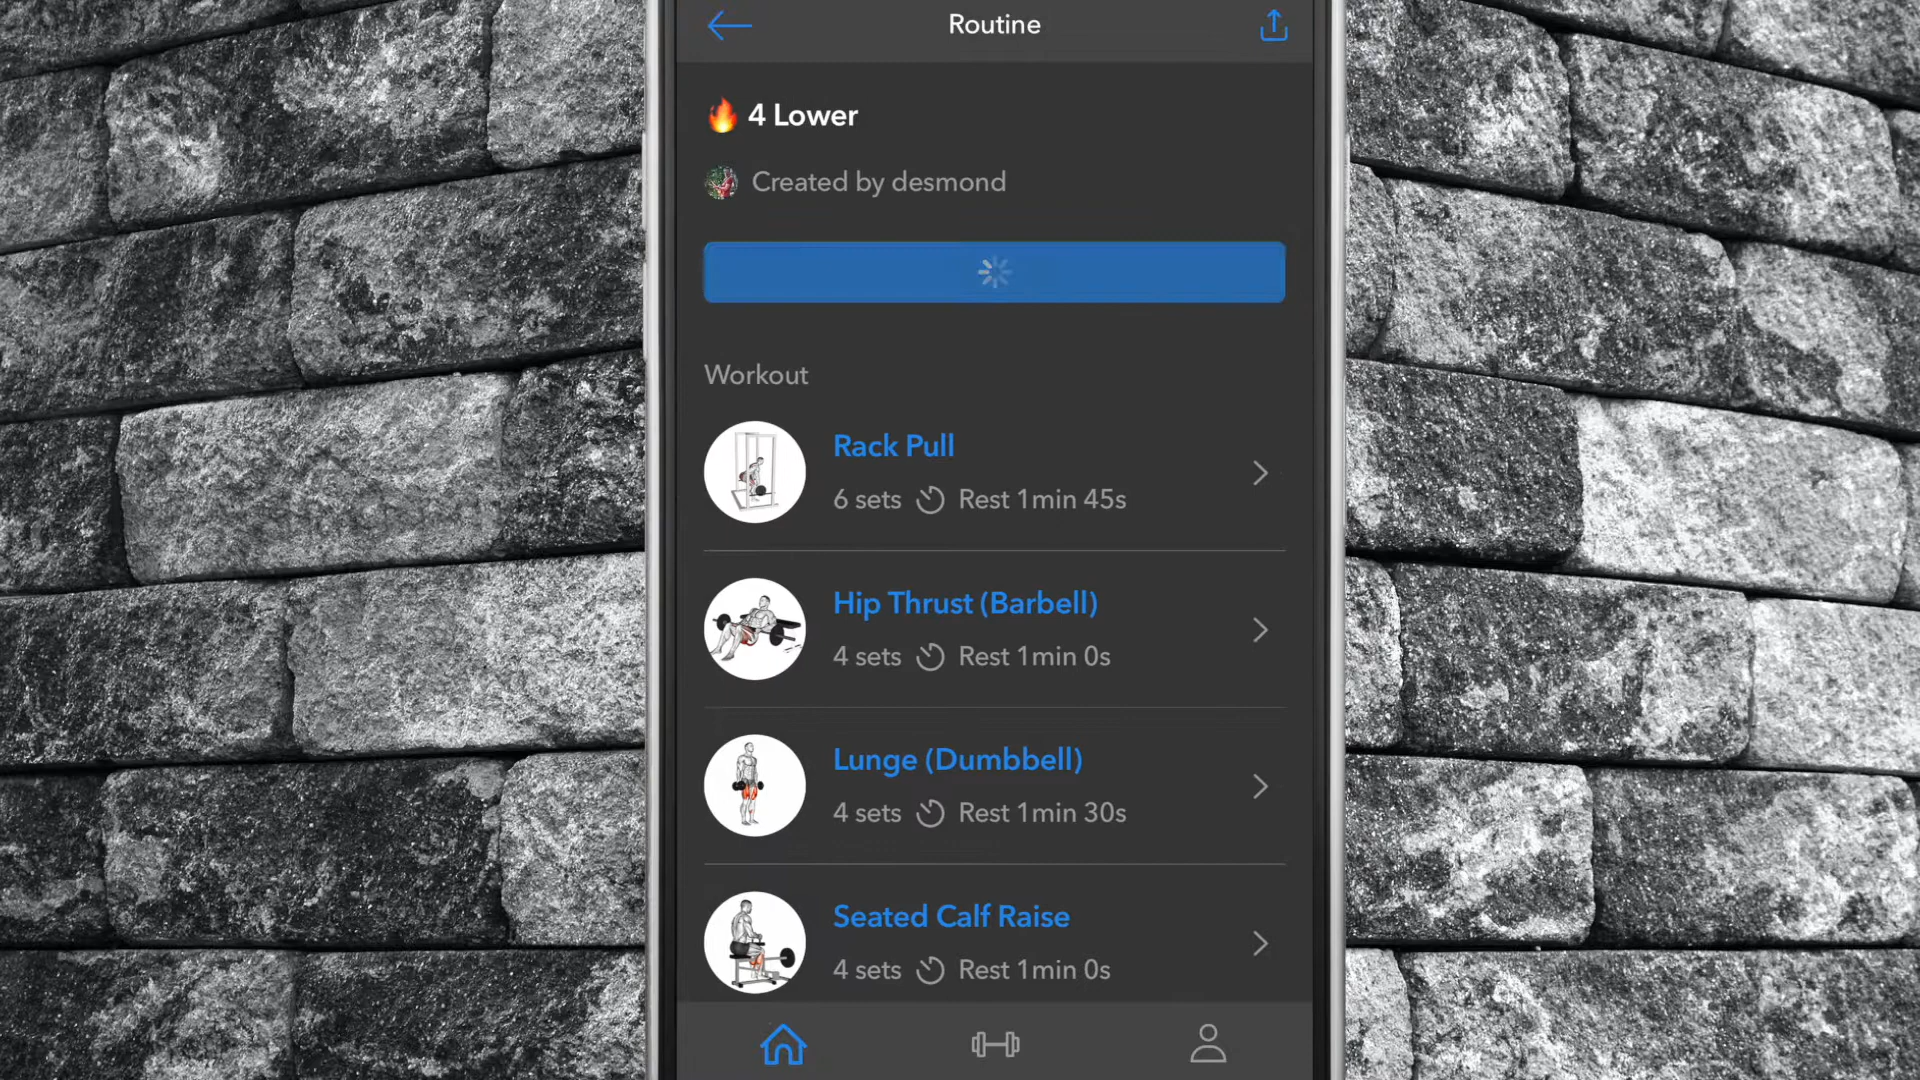 Routine
🔥 4 Lower
Created by desmond
Workout
Rack Pull
6 sets Rest 1min 45s
Hip Thrust (Barbell)
4 sets Rest 1min 0s
Lunge (Dumbbell)
4 sets Rest 1min 30s
Seated Calf Raise
4 sets Rest 1min 0s